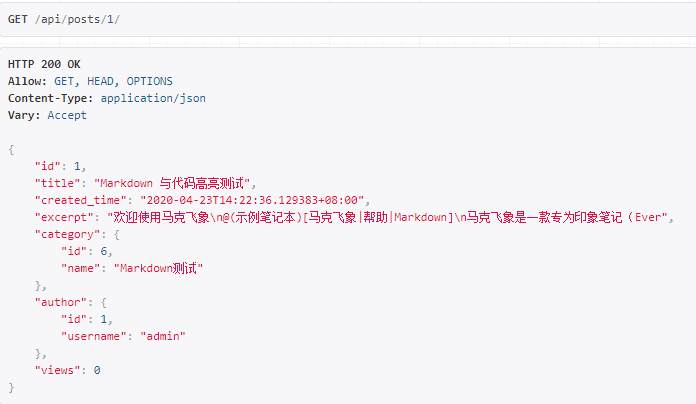 GET /api/posts/1/
HTTP 200 OK
Allow: GET, HEAD, OPTIONS
Content-Type: application/json
Vary: Accept
{
    "id": 1,
    "title": "Markdown 与代码高亮测试",
    "created_time": "2020-04-23T14:22:36.129383+08:00",
    "excerpt": "欢迎使用马克飞象\n@(示例笔记本)[马克飞象|帮助|Markdown]\n马克飞象是一款专为印象笔记（Ever",
    "category": {
        "id": 6,
        "name": "Markdown测试"
    },
    "author": {
        "id": 1,
        "username": "admin"
    },
    "views": 0
}